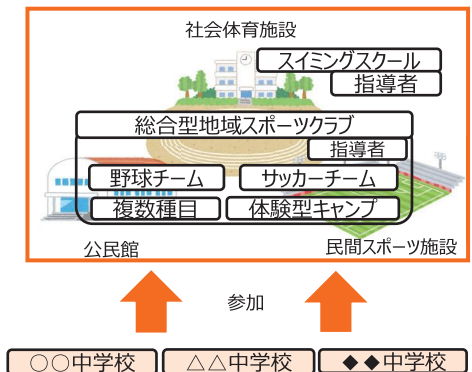 社会体育施設
スイミングスクール
指導者
総合型地域スポーツクラブ
指導者
野球チーム
サッカーチーム
複数種目
体験型キャンプ
公民館
民間スポーツ施設
参加
○○中学校
△△中学校
◆◆中学校